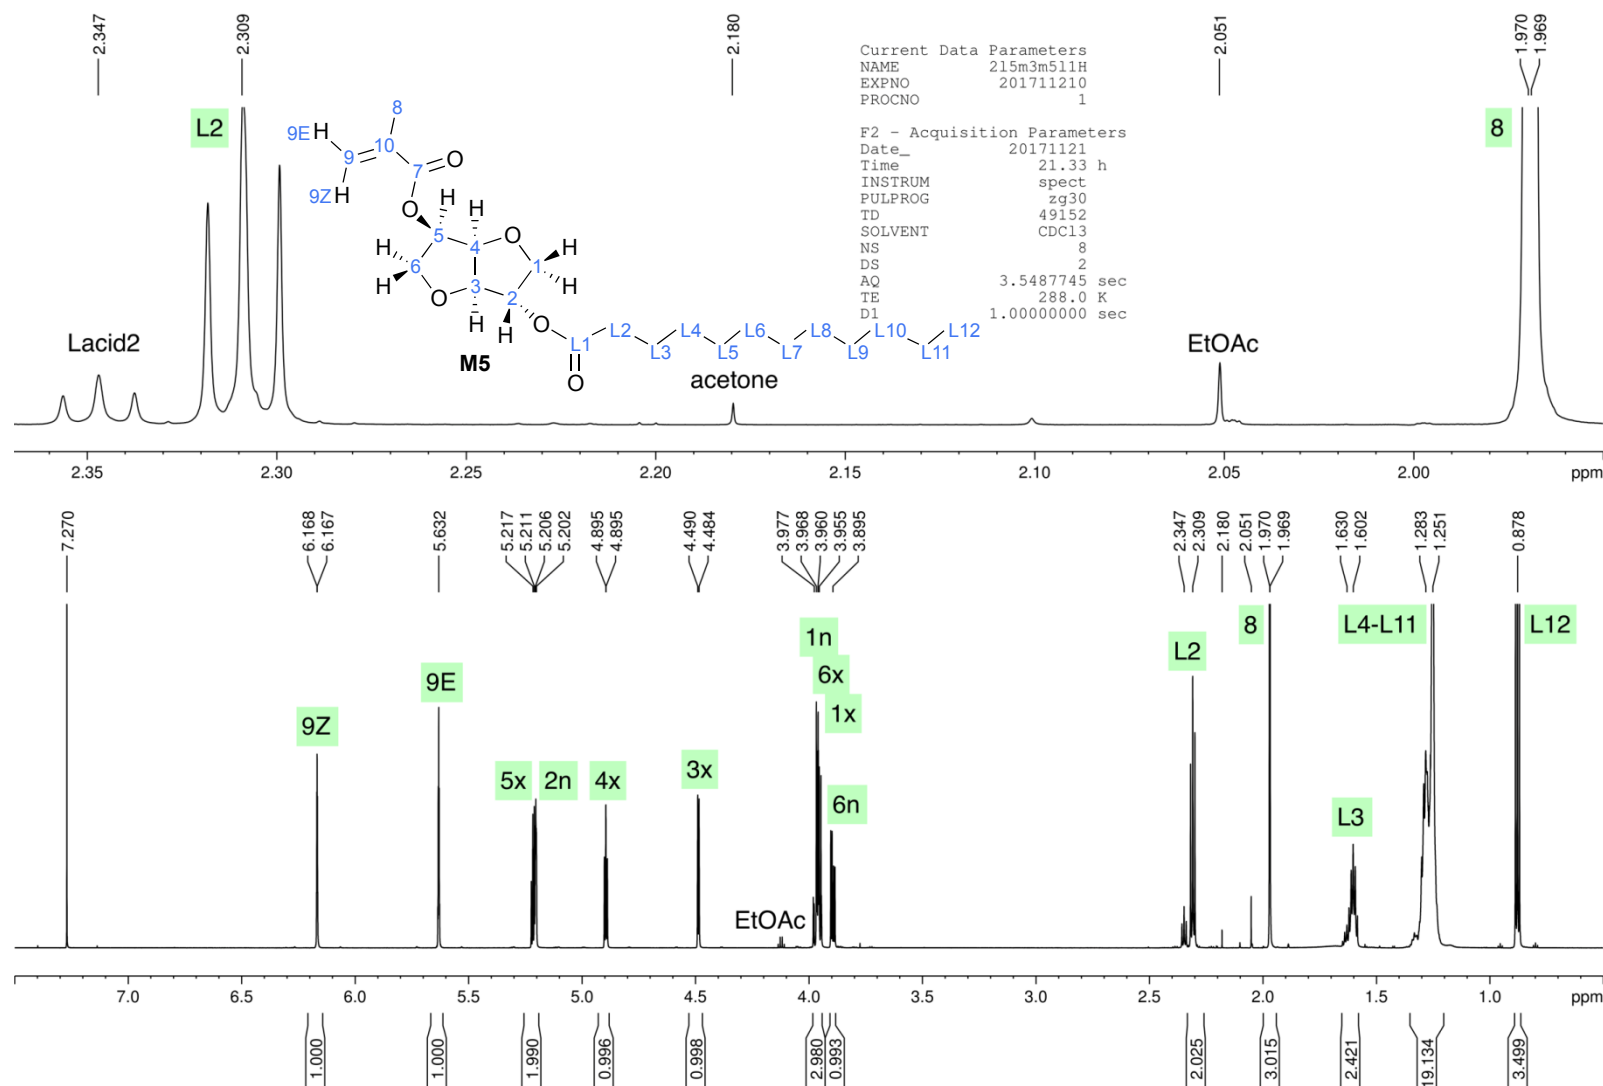 2.347
2.309
2.180
2.051
1.970
1.969
Current Data Parameters
NAME 2l5m3m5l1H
EXPNO 201711210
PROCNO 1
F2 - Acquisition Parameters
Date_ 20171121
Time 21.33 h
INSTRUM spect
PULPROG zg30
TD 49152
SOLVENT CDCl3
NS 8
DS 2
AQ 3.5487745 sec
TE 288.0 K
D1 1.00000000 sec
L2
8
8
9E H
10
9
7
O
9Z H
O
H
H
5
4
O
H
H
6
1
H
H
3
2
O
H
H
O
L1
L2
L3
L4
L5
L6
L7
L8
L9
L10
L11
L12
O
M5
Lacid2
acetone
EtOAc
2.35 2.30 2.25 2.20 2.15 2.10 2.05 2.00 ppm
7.270
6.168
6.167
5.632
5.217
5.211
5.206
5.202
4.895
4.895
4.490
4.484
3.977
3.968
3.960
3.955
3.895
2.347
2.309
2.180
2.051
1.970
1.969
1.630
1.602
1.283
1.251
0.878
9Z
9E
5x
2n
4x
3x
1n
6x
1x
6n
EtOAc
L2
8
L3
L4-L11
L12
7.0 6.5 6.0 5.5 5.0 4.5 4.0 3.5 3.0 2.5 2.0 1.5 1.0 ppm
1.000
1.000
1.990
0.996
0.998
2.980
0.993
2.025
3.015
2.421
19.134
3.499